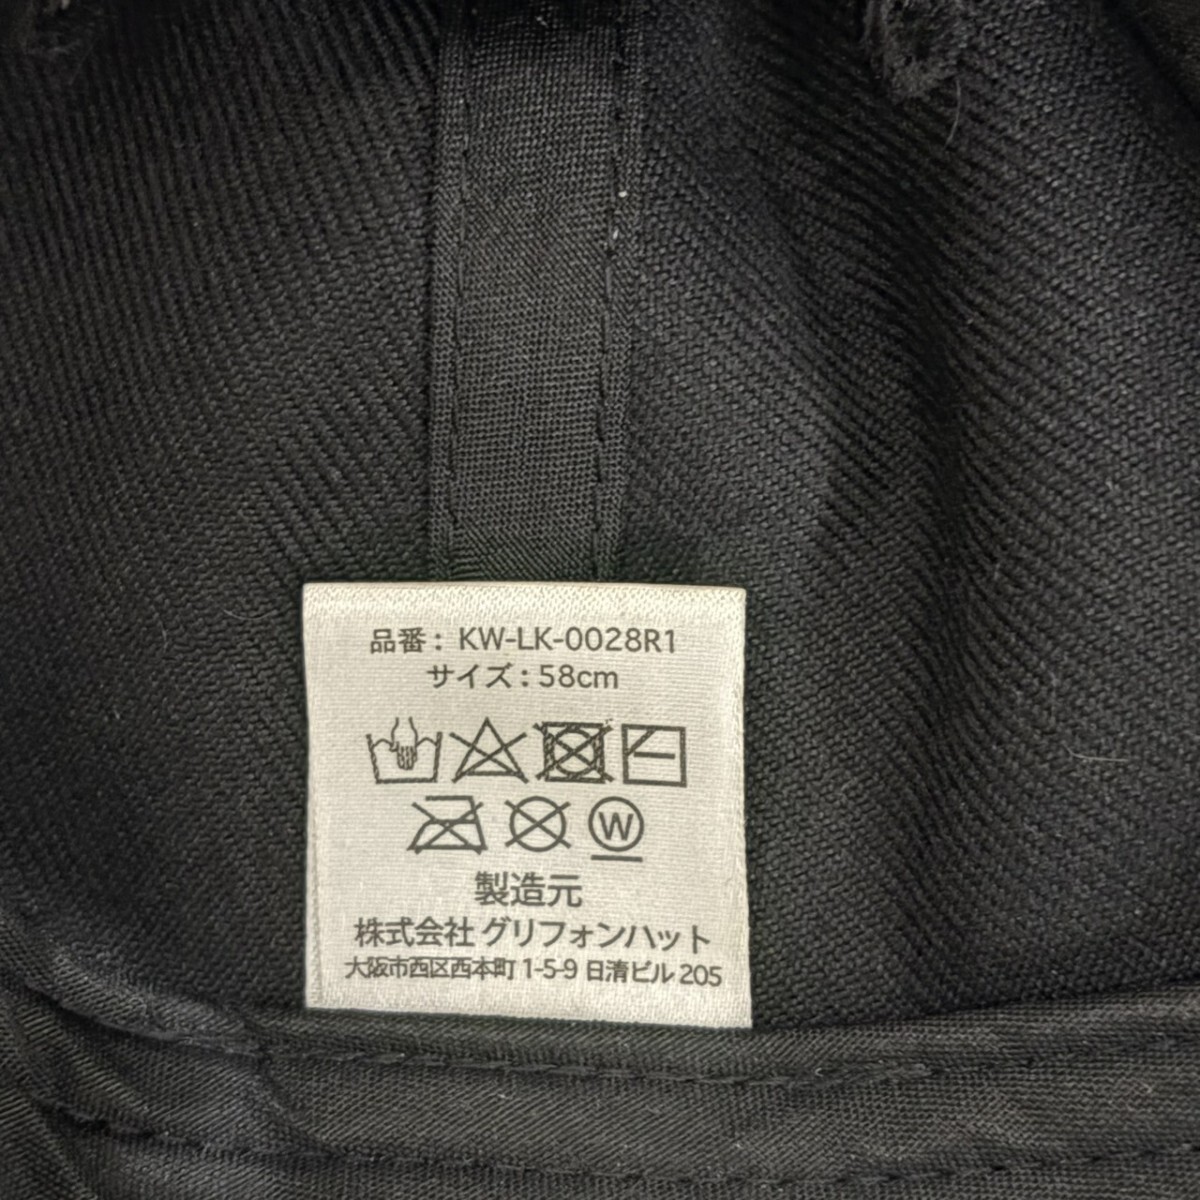 品番： KW-LK-0028R1
サイズ：58cm
W
製造元
株式会社 グリフォンハット
大阪市西区西本町 1-5-9 日清ビル 205